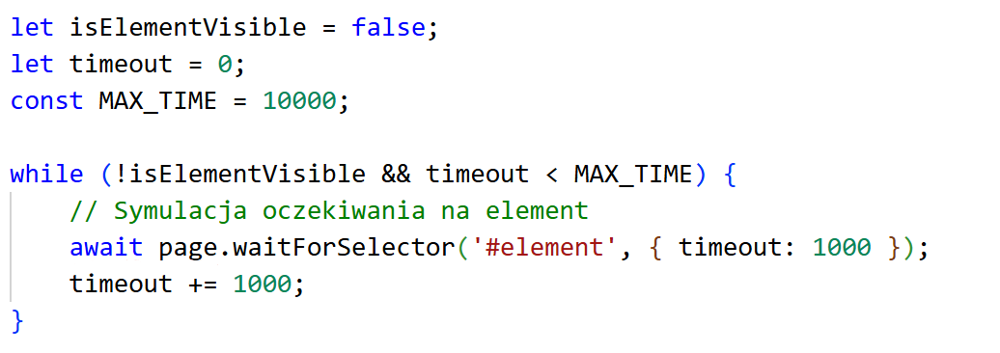 let isElementVisible = false;
let timeout = 0;
const MAX_TIME = 10000;
while (!isElementVisible && timeout < MAX_TIME) {
// Symulacja oczekiwania na element
await page.waitForSelector('#element', { timeout: 1000 });
timeout += 1000;
}